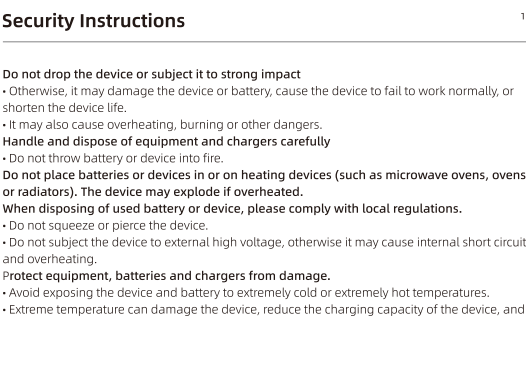 Security Instructions
1
Do not drop the device or subject it to strong impact
• Otherwise, it may damage the device or battery, cause the device to fail to work normally, or
shorten the device life.
• It may also cause overheating, burning or other dangers.
Handle and dispose of equipment and chargers carefully
• Do not throw battery or device into fire.
Do not place batteries or devices in or on heating devices (such as microwave ovens, ovens
or radiators). The device may explode if overheated.
When disposing of used battery or device, please comply with local regulations.
• Do not squeeze or pierce the device.
• Do not subject the device to external high voltage, otherwise it may cause internal short circuit
and overheating.
Protect equipment, batteries and chargers from damage.
• Avoid exposing the device and battery to extremely cold or extremely hot temperatures.
• Extreme temperature can damage the device, reduce the charging capacity of the device, and